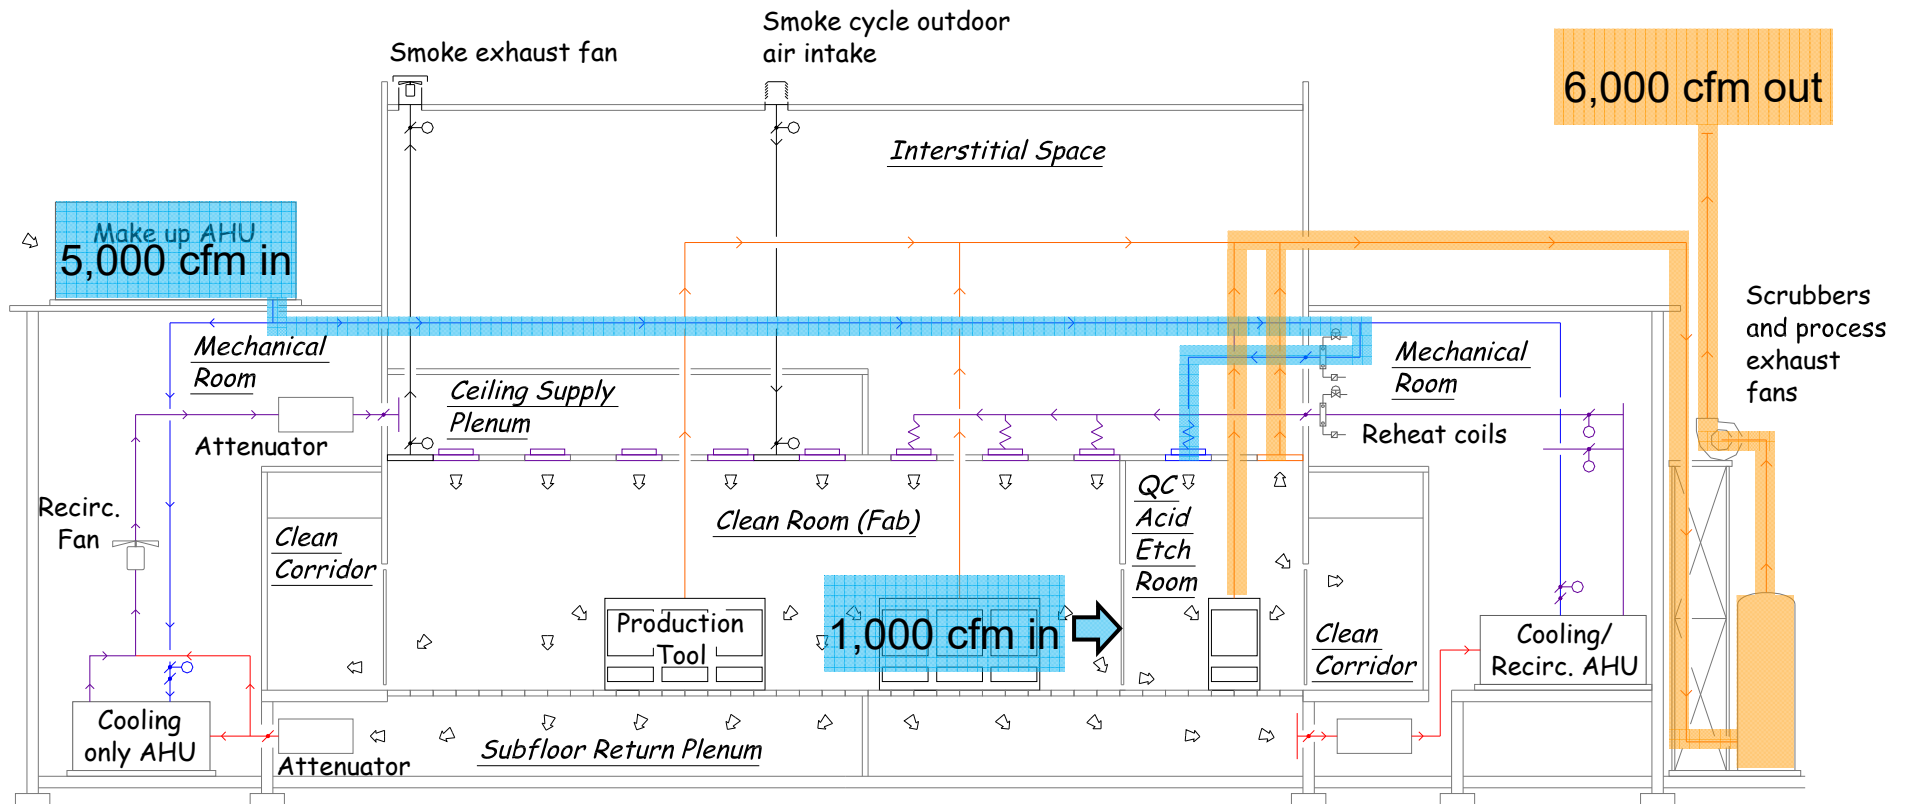 Smoke exhaust fan
Smoke cycle outdoor
air intake
6,000 cfm out
Interstitial Space
Make up AHU
5,000 cfm in
Scrubbers
and process
exhaust
fans
Mechanical
Room
Mechanical
Room
Ceiling Supply
Plenum
Attenuator
Reheat coils
Recirc.
Fan
Clean
Corridor
Clean Room (Fab)
QC
Acid
Etch
Room
Production
Tool
1,000 cfm in
Clean
Corridor
Cooling/
Recirc. AHU
Cooling
only AHU
Subfloor Return Plenum
Attenuator